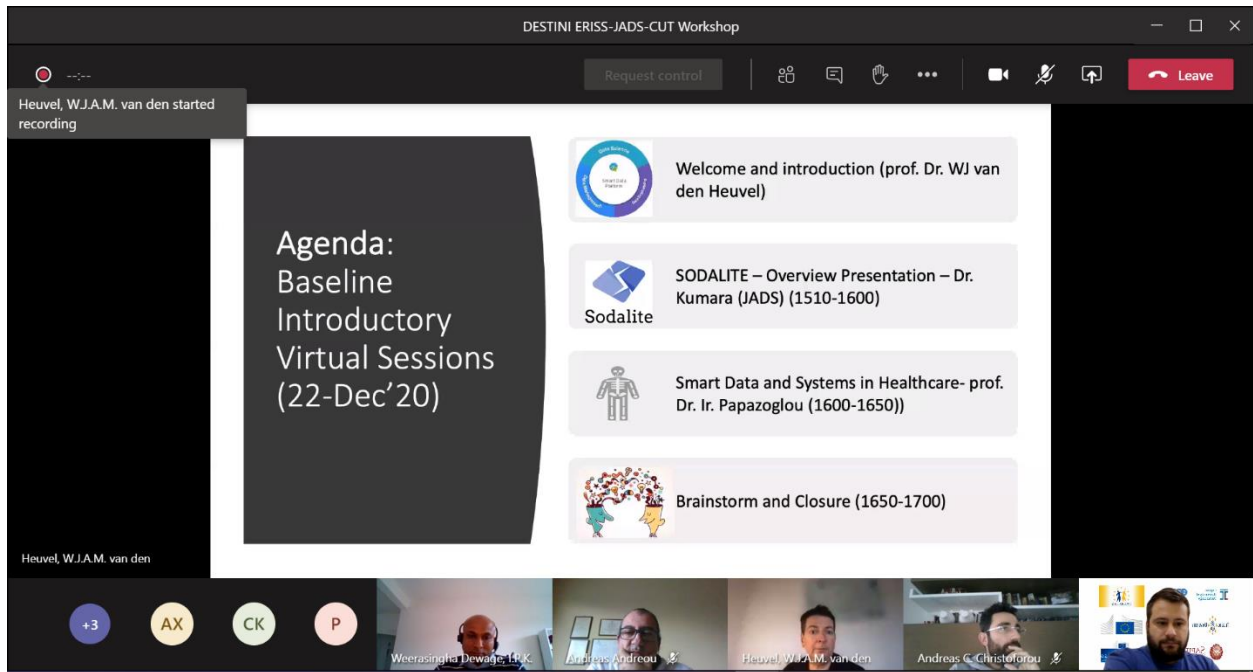 DESTINI ERISS-JADS-CUT Workshop
--:--
Request control
Leave
Heuvel, W.J.A.M. van den started
recording
Agenda:
Baseline
Introductory
Virtual Sessions
(22-Dec'20)
Welcome and introduction (prof. Dr. WJ van
den Heuvel)
Sodalite
SODALITE – Overview Presentation – Dr.
Kumara (JADS) (1510-1600)
Smart Data and Systems in Healthcare- prof.
Dr. Ir. Papazoglou (1600-1650))
Brainstorm and Closure (1650-1700)
Heuvel, W.J.A.M. van den
+3
AX
CK
P
Weerasingha Dewage, I.P.K.
Andreas Andreou
Heuvel, W.J.A.M. van den
Andreas C. Christoforou